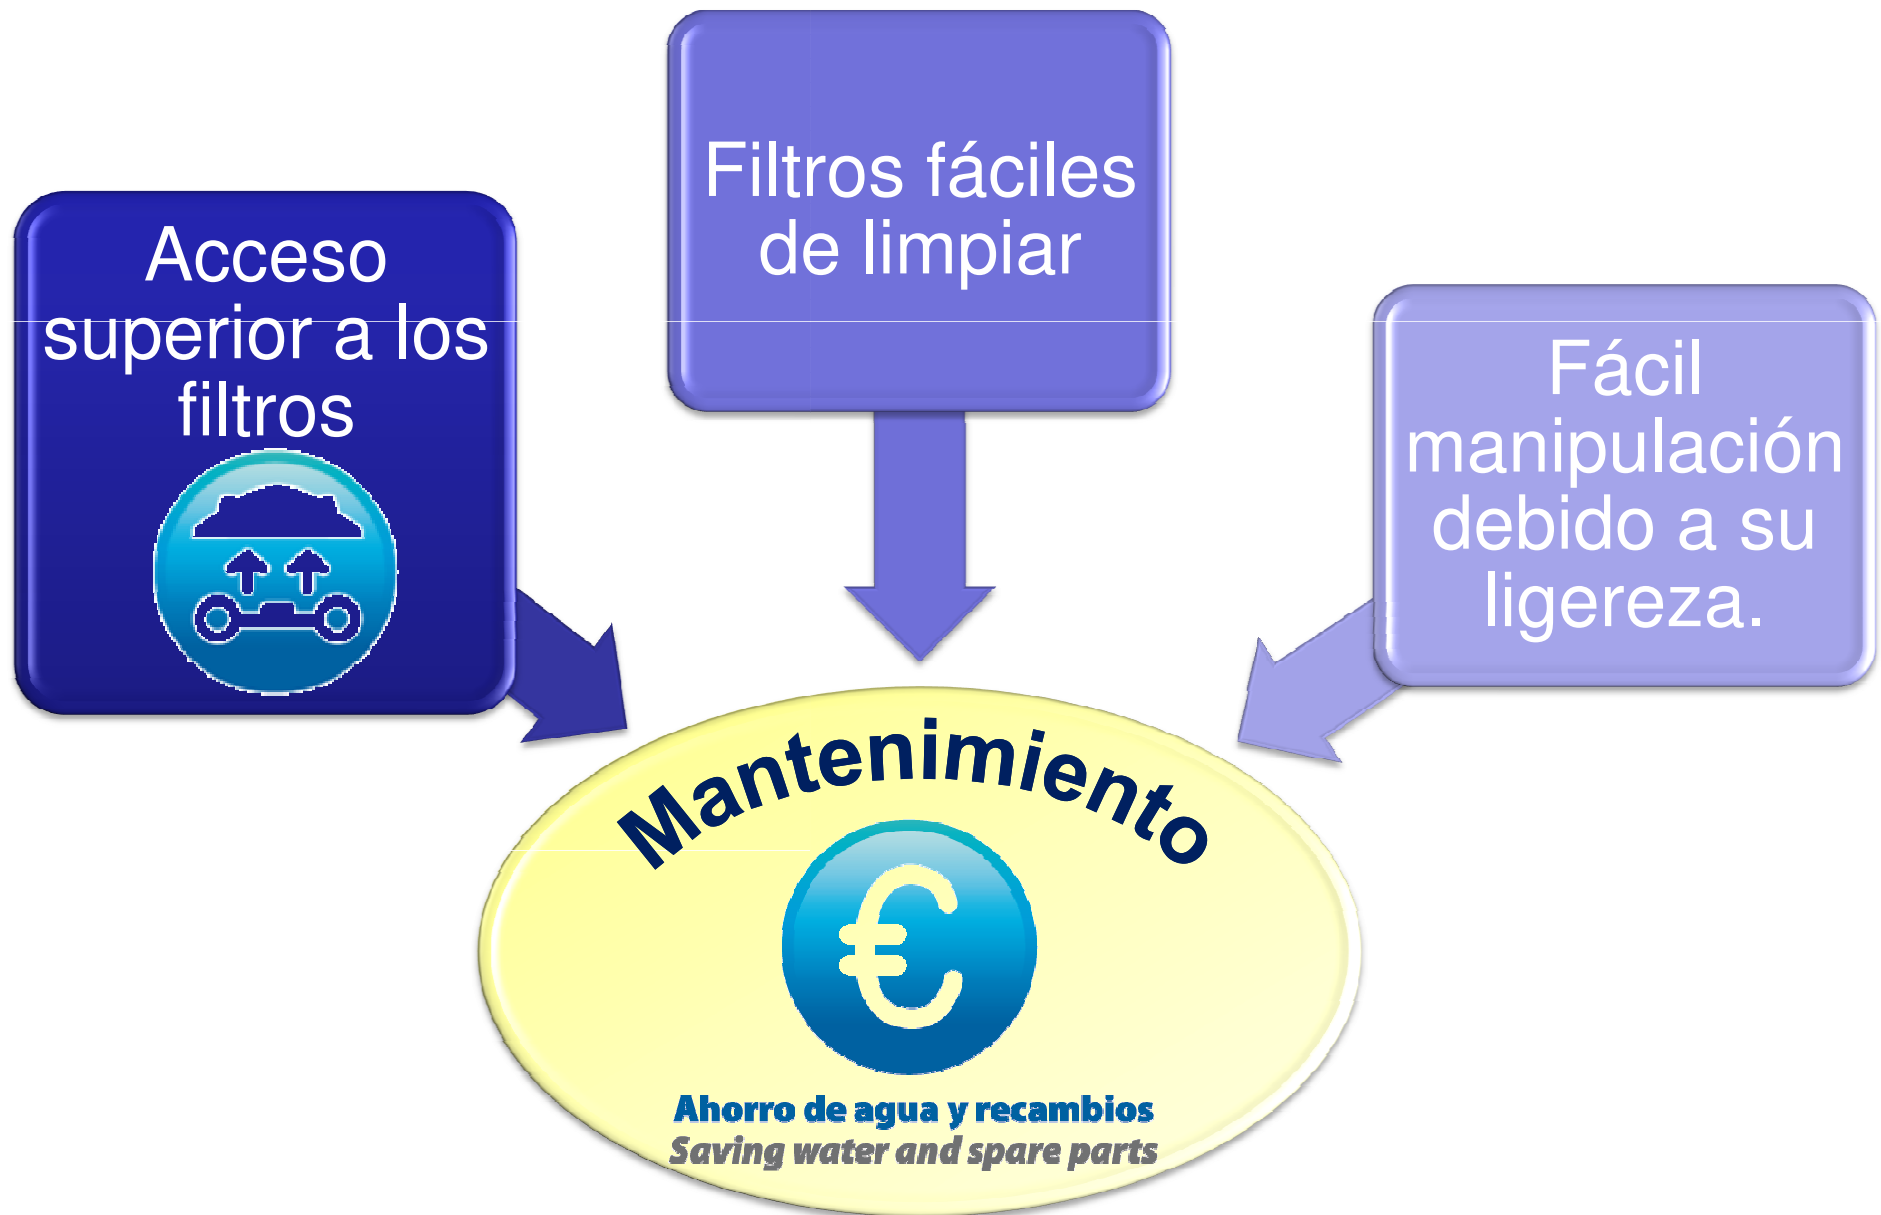 Acceso
superior a los
filtros
Filtros fáciles
de limpiar
Fácil
manipulación
debido a su
ligereza.
Mantenimiento
€
Ahorro de agua y recambios
Saving water and spare parts